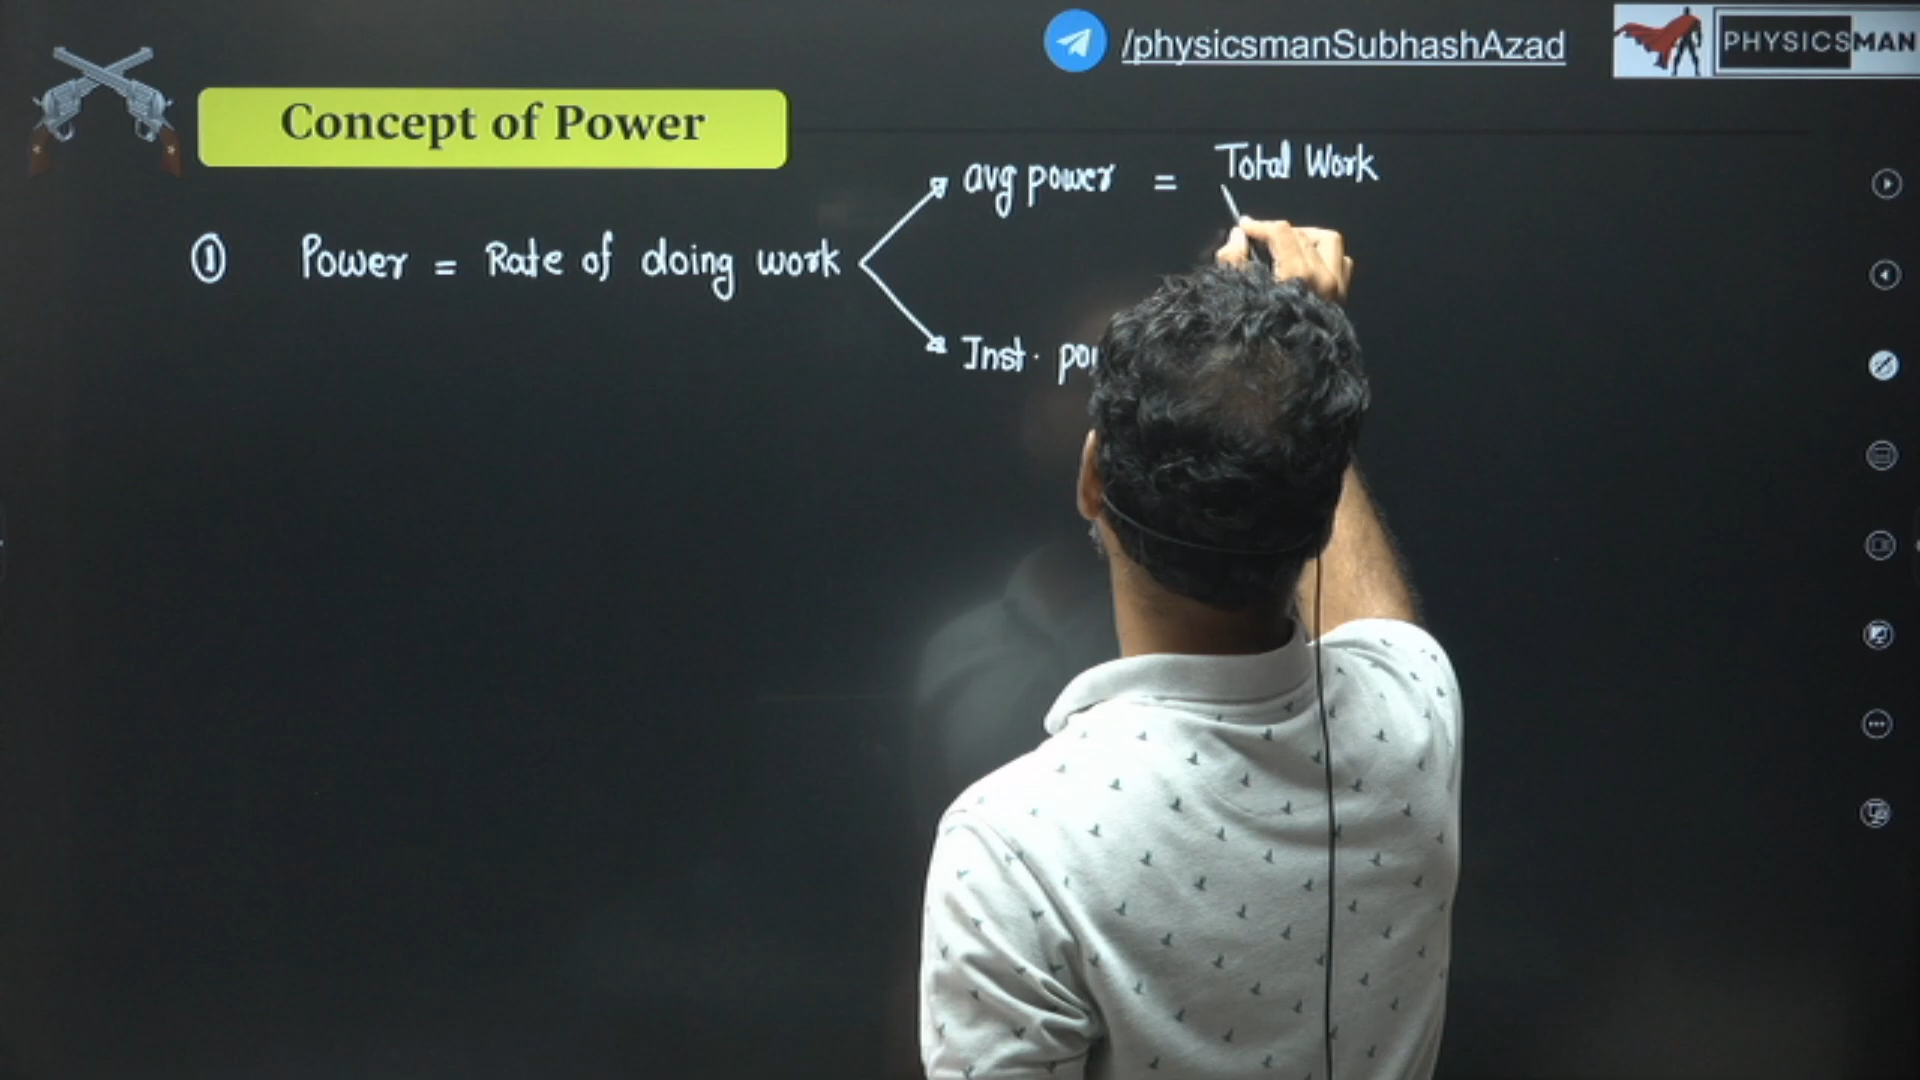 /physicsmanSubhashAzad
PHYSICSMAN
Concept of Power
avg power = Total Work
① Power = Rate of doing work
Inst.